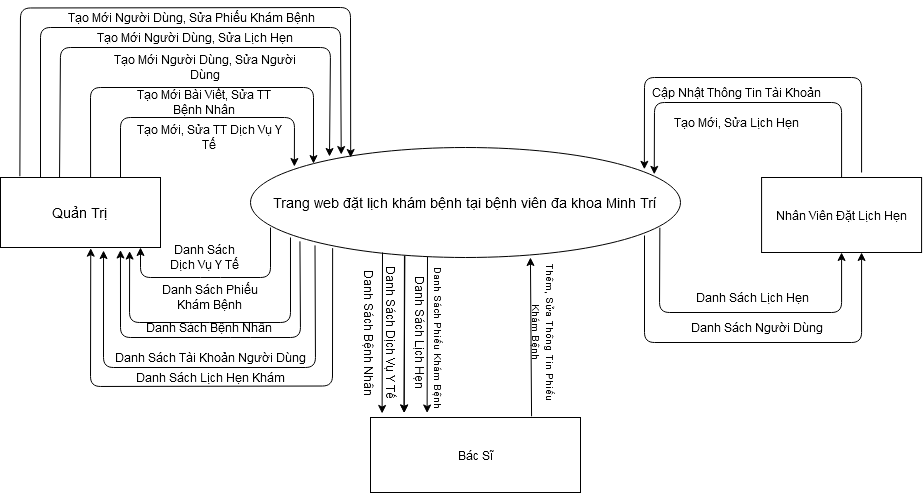 Tạo Mới Người Dùng, Sửa Phiếu Khám Bệnh
Tạo Mới Người Dùng, Sửa Lịch Hẹn
Tạo Mới Người Dùng, Sửa Người
Dùng
Tạo Mới Bài Viết, Sửa TT
Bệnh Nhân
Tạo Mới, Sửa TT Dịch Vụ Y
Tế
Quản Trị
Trang web đặt lịch khám bệnh tại bệnh viên đa khoa Minh Trí
Cập Nhật Thông Tin Tài Khoản
Tạo Mới, Sửa Lịch Hẹn
Nhân Viên Đặt Lịch Hẹn
Danh Sách
Dịch Vụ Y Tế
Danh Sách Phiếu
Khám Bệnh
Danh Sách Bệnh Nhân
Danh Sách Tài Khoản Người Dùng
Danh Sách Lịch Hẹn Khám
Danh Sách Bệnh Nhân
Danh Sách Dịch Vụ Y Tế
Danh Sách Lịch Hẹn
Danh Sách Phiếu Khám Bệnh
Thêm, Sửa Thông Tin Phiếu
Khám Bệnh
Danh Sách Lịch Hẹn
Danh Sách Người Dùng
Bác Sĩ